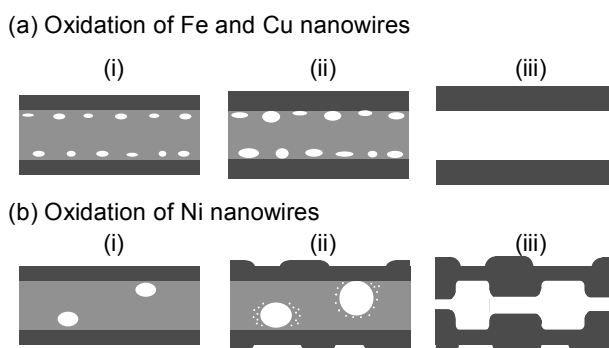 (a) Oxidation of Fe and Cu nanowires
(i) (ii) (iii)
(b) Oxidation of Ni nanowires
(i) (ii) (iii)